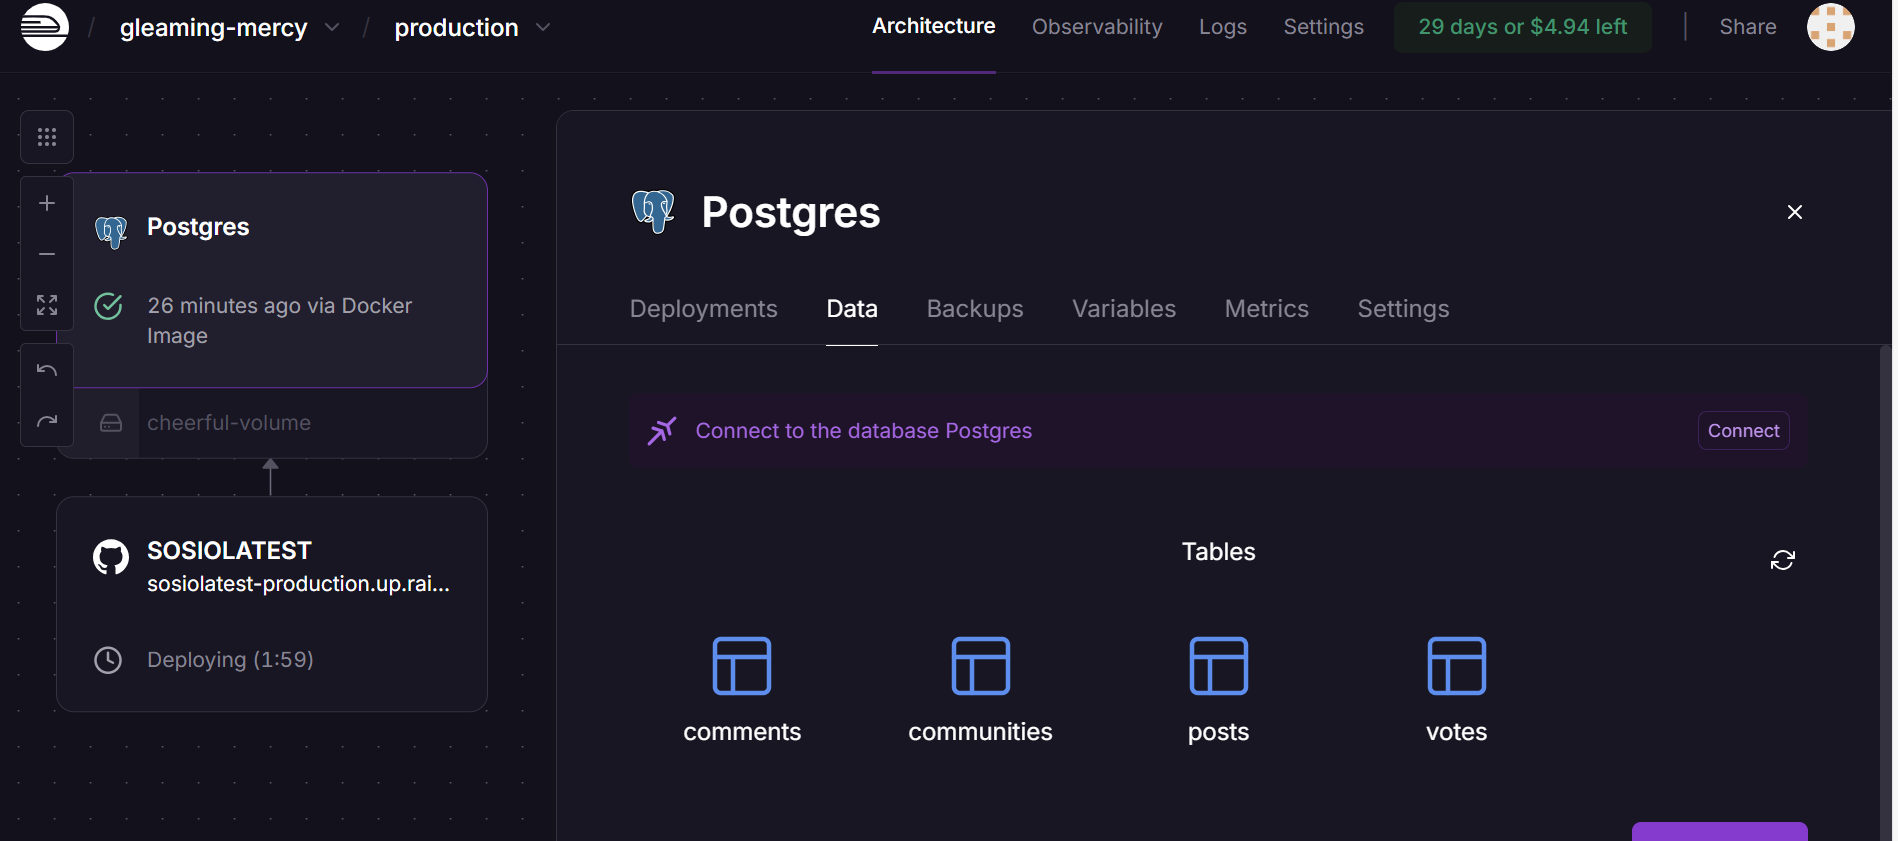 / gleaming-mercy / production
Architecture Observability Logs Settings 29 days or $4.94 left | Share
Postgres
26 minutes ago via Docker
Image
cheerful-volume
SOSIOLATEST
sosiolatest-production.up.rai...
Deploying (1:59)
Postgres
Deployments Data Backups Variables Metrics Settings
Connect to the database Postgres Connect
Tables
comments communities posts votes